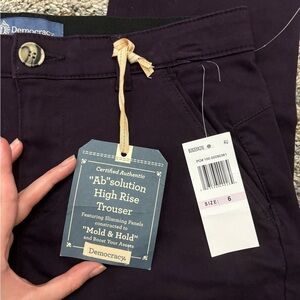 Democracy
Certified Authentic
"Ab"solution
High Rise
Trouser
Featuring Slimming Panels
constructed to
"Mold & Hold"
and Boost Your Assets
Democracy.
SIZE: 6